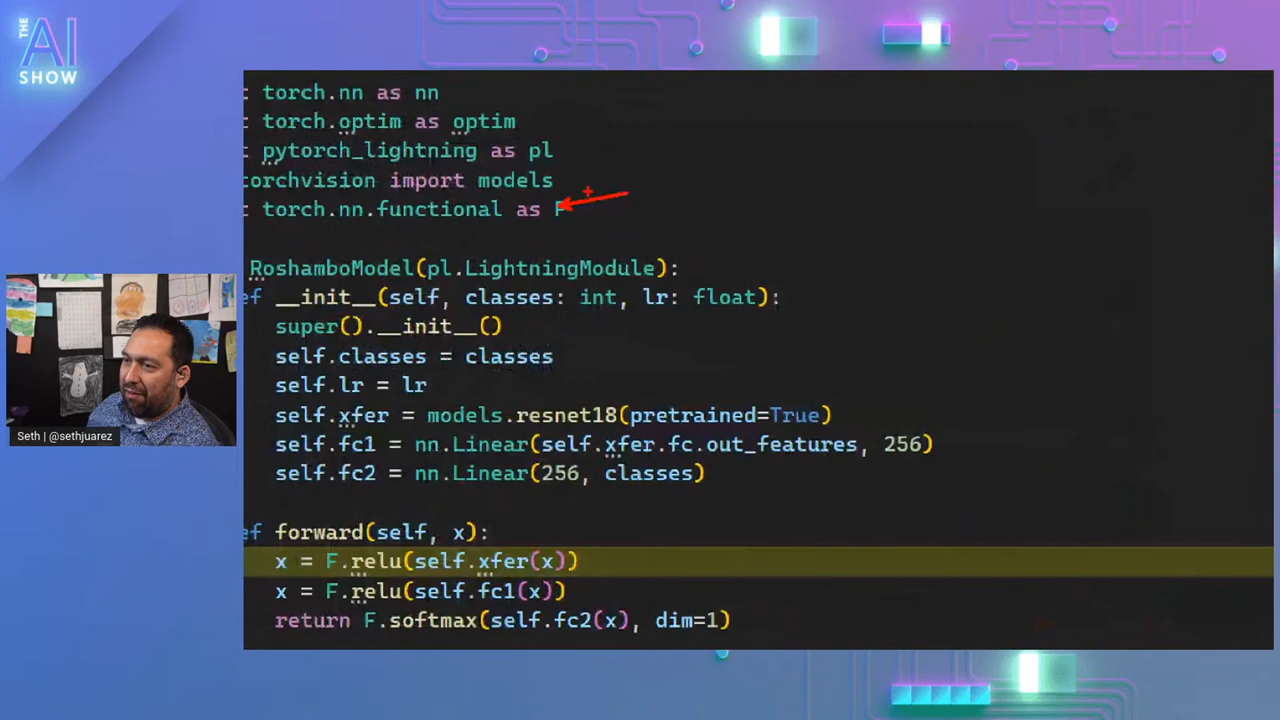 THE
AI
SHOW
torch.nn as nn
torch.optim as optim
pytorch_lightning as pl
torchvision import models
torch.nn.functional as F
RoshamboModel(pl.LightningModule):
ef __init__(self, classes: int, lr: float):
super().__init__()
self.classes = classes
self.lr = lr
self.xfer = models.resnet18(pretrained=True)
self.fc1 = nn.Linear(self.xfer.fc.out_features, 256)
self.fc2 = nn.Linear(256, classes)
ef forward(self, x):
x = F.relu(self.xfer(x))
x = F.relu(self.fc1(x))
return F.softmax(self.fc2(x), dim=1)
Seth | @sethjuarez